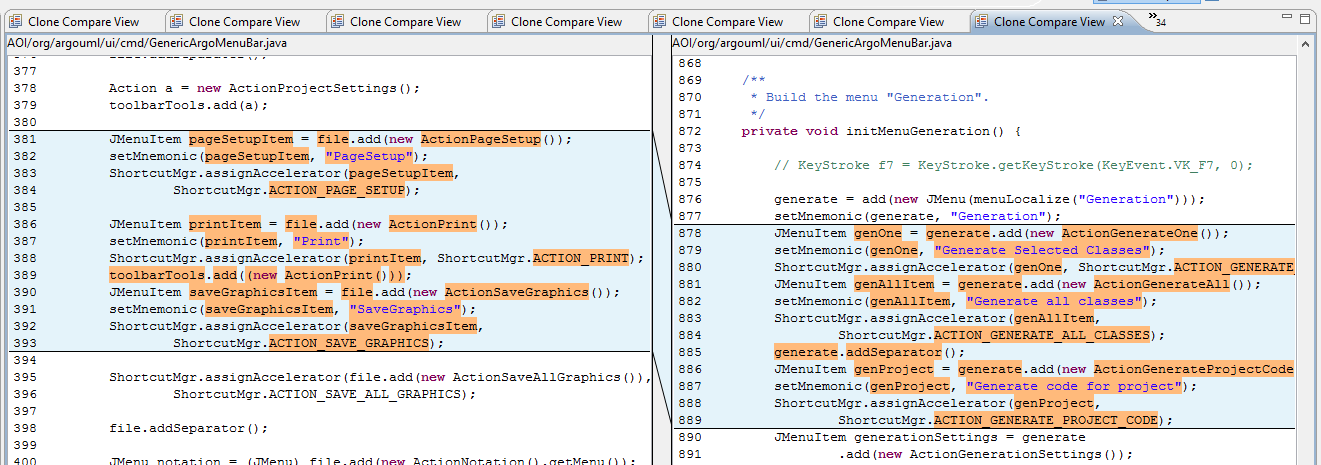 Clone Compare View
Clone Compare View
Clone Compare View
Clone Compare View
Clone Compare View
Clone Compare View
Clone Compare View
34
AOI/org/argouml/ui/cmd/GenericArgoMenuBar.java
377
378 Action a = new ActionProjectSettings();
379 toolbarTools.add(a);
380
381 JMenuItem pageSetupItem = file.add(new ActionPageSetup());
382 setMnemonic(pageSetupItem, "PageSetup");
383 ShortcutMgr.assignAccelerator(pageSetupItem,
384 ShortcutMgr.ACTION_PAGE_SETUP);
385
386 JMenuItem printItem = file.add(new ActionPrint());
387 setMnemonic(printItem, "Print");
388 ShortcutMgr.assignAccelerator(printItem, ShortcutMgr.ACTION_PRINT);
389 toolbarTools.add((new ActionPrint()));
390 JMenuItem saveGraphicsItem = file.add(new ActionSaveGraphics());
391 setMnemonic(saveGraphicsItem, "SaveGraphics");
392 ShortcutMgr.assignAccelerator(saveGraphicsItem,
393 ShortcutMgr.ACTION_SAVE_GRAPHICS);
394
395 ShortcutMgr.assignAccelerator(file.add(new ActionSaveAllGraphics()),
396 ShortcutMgr.ACTION_SAVE_ALL_GRAPHICS);
397
398 file.addSeparator();
399
400 JMenu notation = (JMenu) file.add(new ActionNotation().getMenu());
AOI/org/argouml/ui/cmd/GenericArgoMenuBar.java
868
869 /**
870 * Build the menu "Generation".
871 */
872 private void initMenuGeneration() {
873
874 // KeyStroke f7 = KeyStroke.getKeyStroke(KeyEvent.VK_F7, 0);
875
876 generate = add(new JMenu(menuLocalize("Generation")));
877 setMnemonic(generate, "Generation");
878 JMenuItem genOne = generate.add(new ActionGenerateOne());
879 setMnemonic(genOne, "Generate Selected Classes");
880 ShortcutMgr.assignAccelerator(genOne, ShortcutMgr.ACTION_GENERATE
881 JMenuItem genAllItem = generate.add(new ActionGenerateAll());
882 setMnemonic(genAllItem, "Generate all classes");
883 ShortcutMgr.assignAccelerator(genAllItem,
884 ShortcutMgr.ACTION_GENERATE_ALL_CLASSES);
885 generate.addSeparator();
886 JMenuItem genProject = generate.add(new ActionGenerateProjectCode
887 setMnemonic(genProject, "Generate code for project");
888 ShortcutMgr.assignAccelerator(genProject,
889 ShortcutMgr.ACTION_GENERATE_PROJECT_CODE);
890 JMenuItem generationSettings = generate
891 .add(new ActionGenerationSettings());